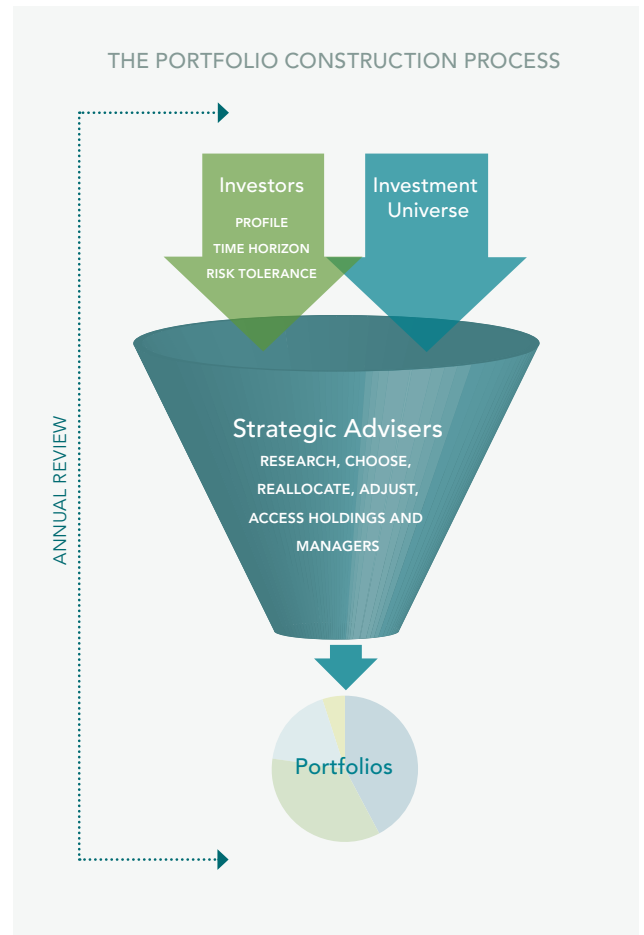 THE PORTFOLIO CONSTRUCTION PROCESS
Investors
PROFILE
TIME HORIZON
RISK TOLERANCE
Investment
Universe
Strategic Advisers
RESEARCH, CHOOSE,
REALLOCATE, ADJUST,
ACCESS HOLDINGS AND
MANAGERS
ANNUAL REVIEW
Portfolios